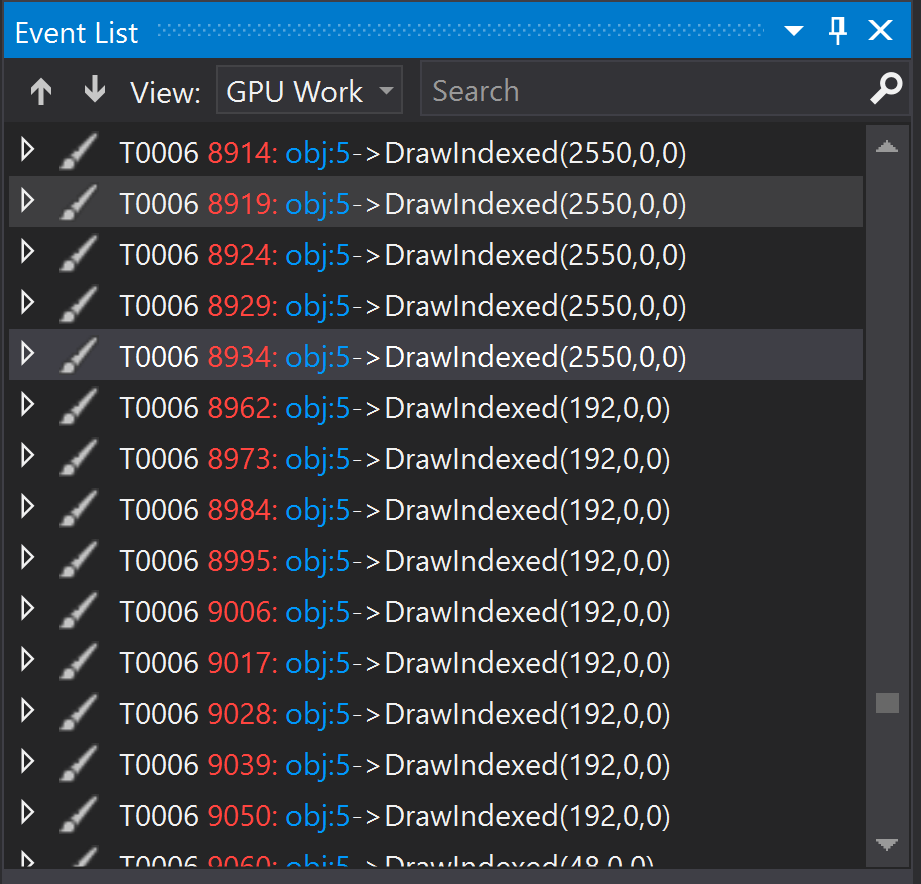 Event List
View: GPU Work Search
T0006 8914: obj:5->DrawIndexed(2550,0,0)
T0006 8919: obj:5->DrawIndexed(2550,0,0)
T0006 8924: obj:5->DrawIndexed(2550,0,0)
T0006 8929: obj:5->DrawIndexed(2550,0,0)
T0006 8934: obj:5->DrawIndexed(2550,0,0)
T0006 8962: obj:5->DrawIndexed(192,0,0)
T0006 8973: obj:5->DrawIndexed(192,0,0)
T0006 8984: obj:5->DrawIndexed(192,0,0)
T0006 8995: obj:5->DrawIndexed(192,0,0)
T0006 9006: obj:5->DrawIndexed(192,0,0)
T0006 9017: obj:5->DrawIndexed(192,0,0)
T0006 9028: obj:5->DrawIndexed(192,0,0)
T0006 9039: obj:5->DrawIndexed(192,0,0)
T0006 9050: obj:5->DrawIndexed(192,0,0)
T0006 9060: obj:5->DrawIndexed(48,0,0)